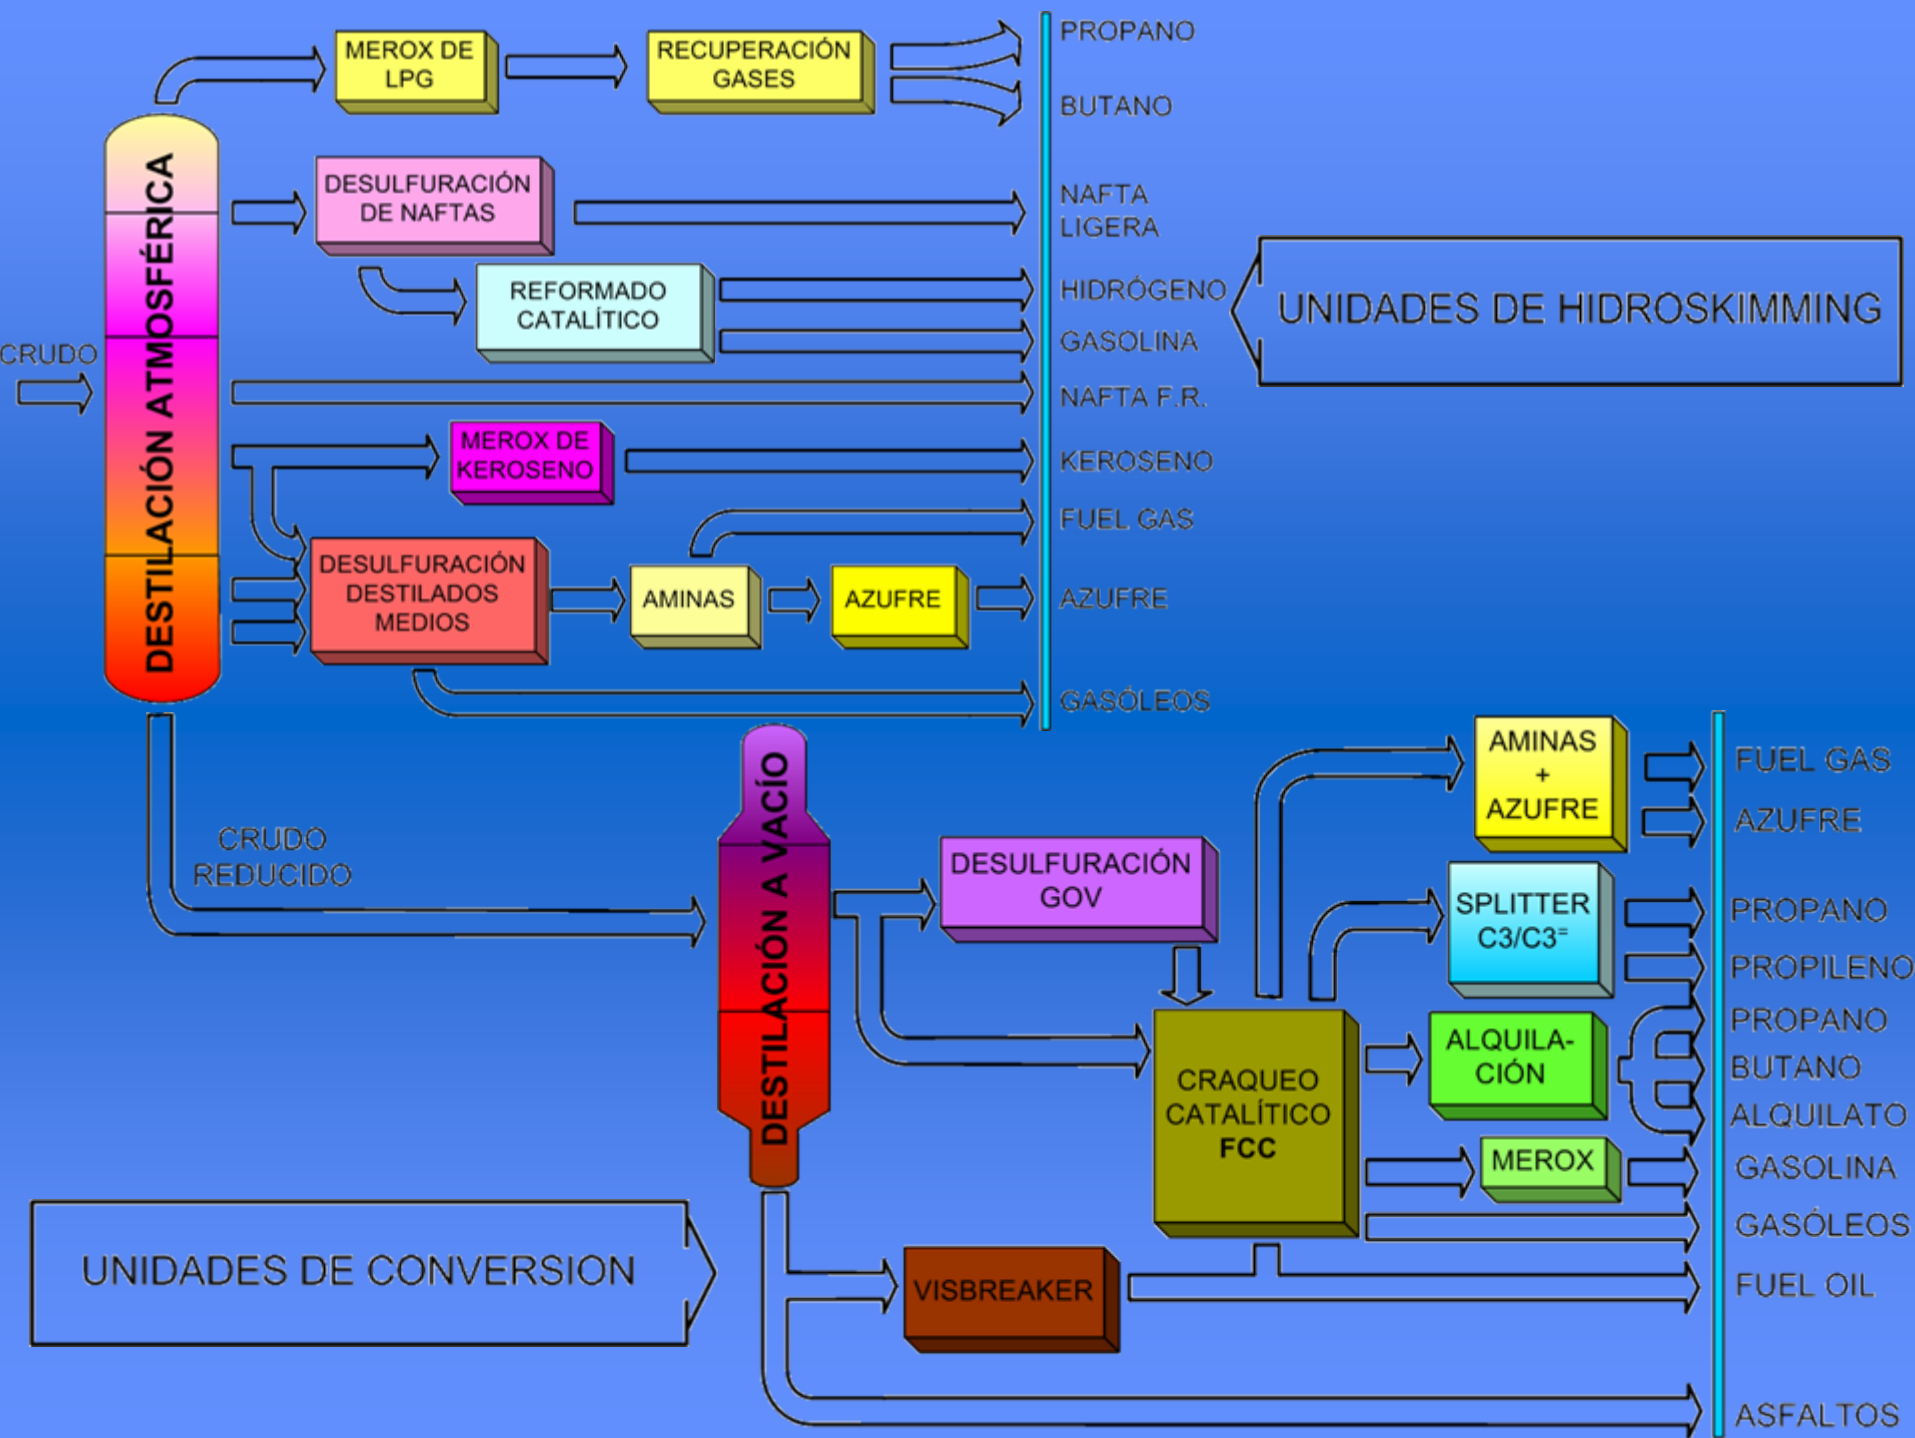 MEROX DE
LPG
RECUPERACIÓN
GASES
PROPANO
BUTANO
DESTILACIÓN ATMOSFÉRICA
DESULFURACIÓN
DE NAFTAS
NAFTA
LIGERA
REFORMADO
CATALÍTICO
HIDRÓGENO
GASOLINA
UNIDADES DE HIDROSKIMMING
CRUDO
NAFTA F.R.
MEROX DE
KEROSENO
KEROSENO
FUEL GAS
DESULFURACIÓN
DESTILADOS
MEDIOS
AMINAS
AZUFRE
AZUFRE
GASÓLEOS
CRUDO
REDUCIDO
DESTILACIÓN A VACÍO
DESULFURACIÓN
GOV
AMINAS
+
AZUFRE
FUEL GAS
AZUFRE
SPLITTER
C3/C3=
PROPANO
PROPILENO
CRAQUEO
CATALÍTICO
FCC
ALQUILA-
CIÓN
PROPANO
BUTANO
ALQUILATO
MEROX
GASOLINA
GASÓLEOS
UNIDADES DE CONVERSION
VISBREAKER
FUEL OIL
ASFALTOS